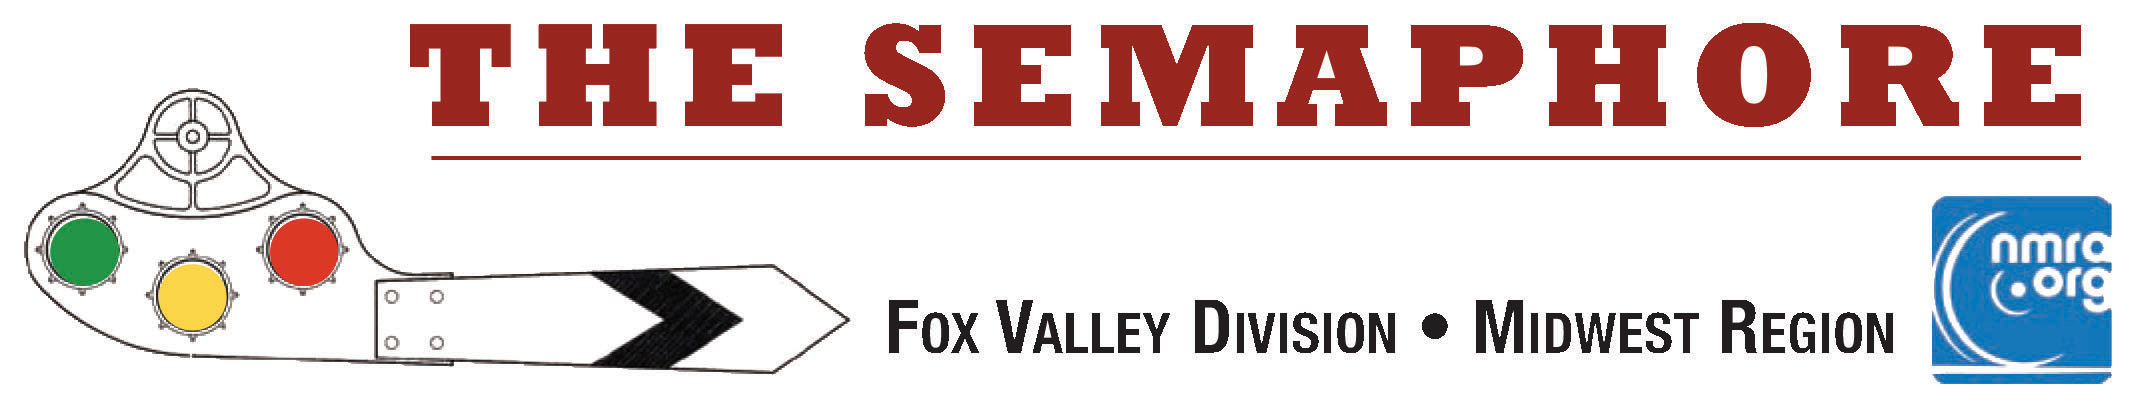 THE SEMAPHORE
FOX VALLEY DIVISION • MIDWEST REGION
nmra
.org